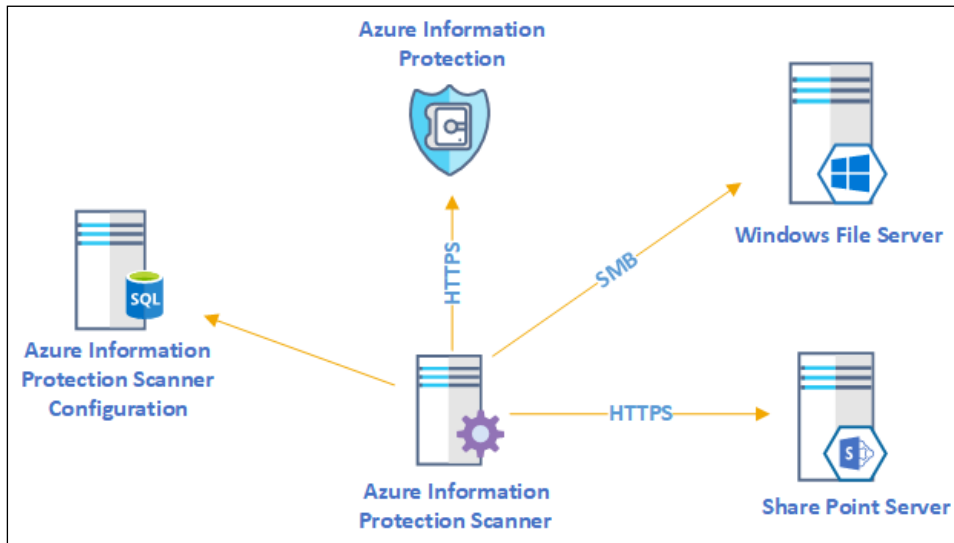 Azure Information
Protection
Windows File Server
SMB
HTTPS
SQL
Azure Information
Protection Scanner
Configuration
HTTPS
S
Azure Information
Protection Scanner
Share Point Server